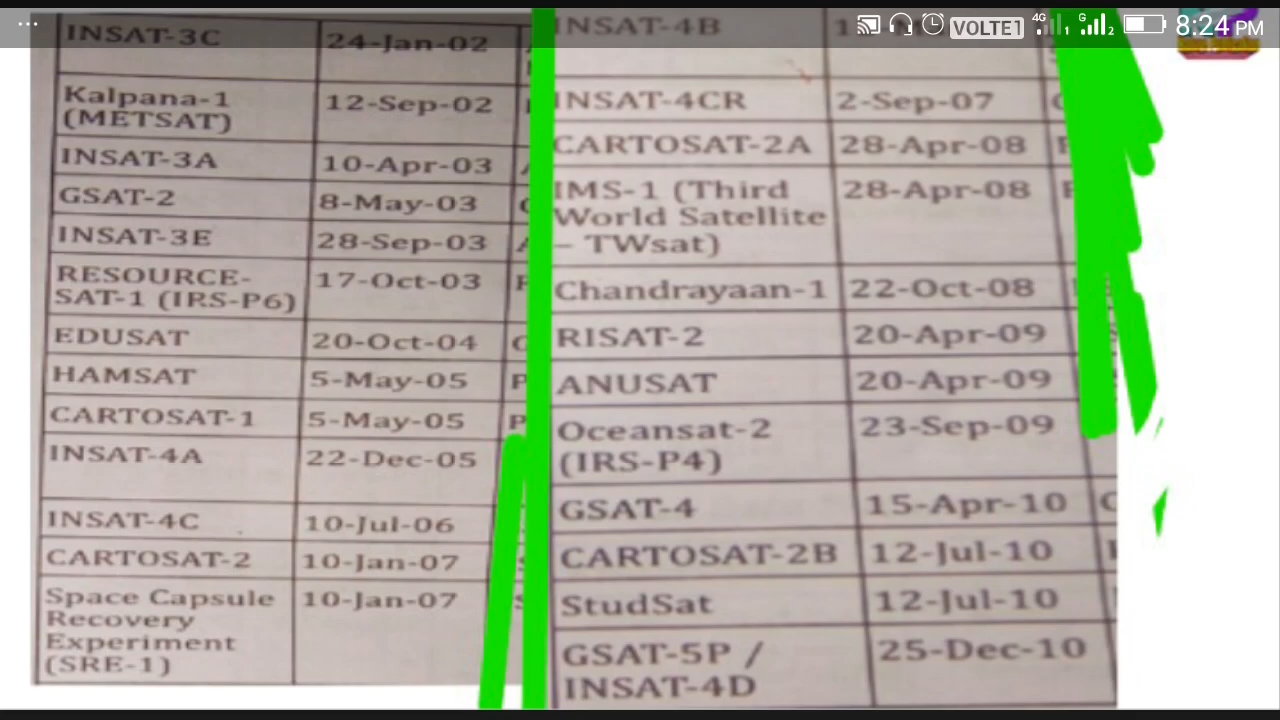 ...
VOLTE1 4G 1 G 2 8:24 PM
INSAT-3C 24-Jan-02
Kalpana-1 12-Sep-02
(METSAT)
INSAT-3A 10-Apr-03
GSAT-2 8-May-03
INSAT-3E 28-Sep-03
RESOURCE- 17-Oct-03
SAT-1 (IRS-P6)
EDUSAT 20-Oct-04
HAMSAT 5-May-05
CARTOSAT-1 5-May-05
INSAT-4A 22-Dec-05
INSAT-4C 10-Jul-06
CARTOSAT-2 10-Jan-07
Space Capsule 10-Jan-07
Recovery
Experiment
(SRE-1)
INSAT-4B
INSAT-4CR 2-Sep-07
CARTOSAT-2A 28-Apr-08
IMS-1 (Third 28-Apr-08
World Satellite
– TWsat)
Chandrayaan-1 22-Oct-08
RISAT-2 20-Apr-09
ANUSAT 20-Apr-09
Oceansat-2 23-Sep-09
(IRS-P4)
GSAT-4 15-Apr-10
CARTOSAT-2B 12-Jul-10
StudSat 12-Jul-10
GSAT-5P / 25-Dec-10
INSAT-4D